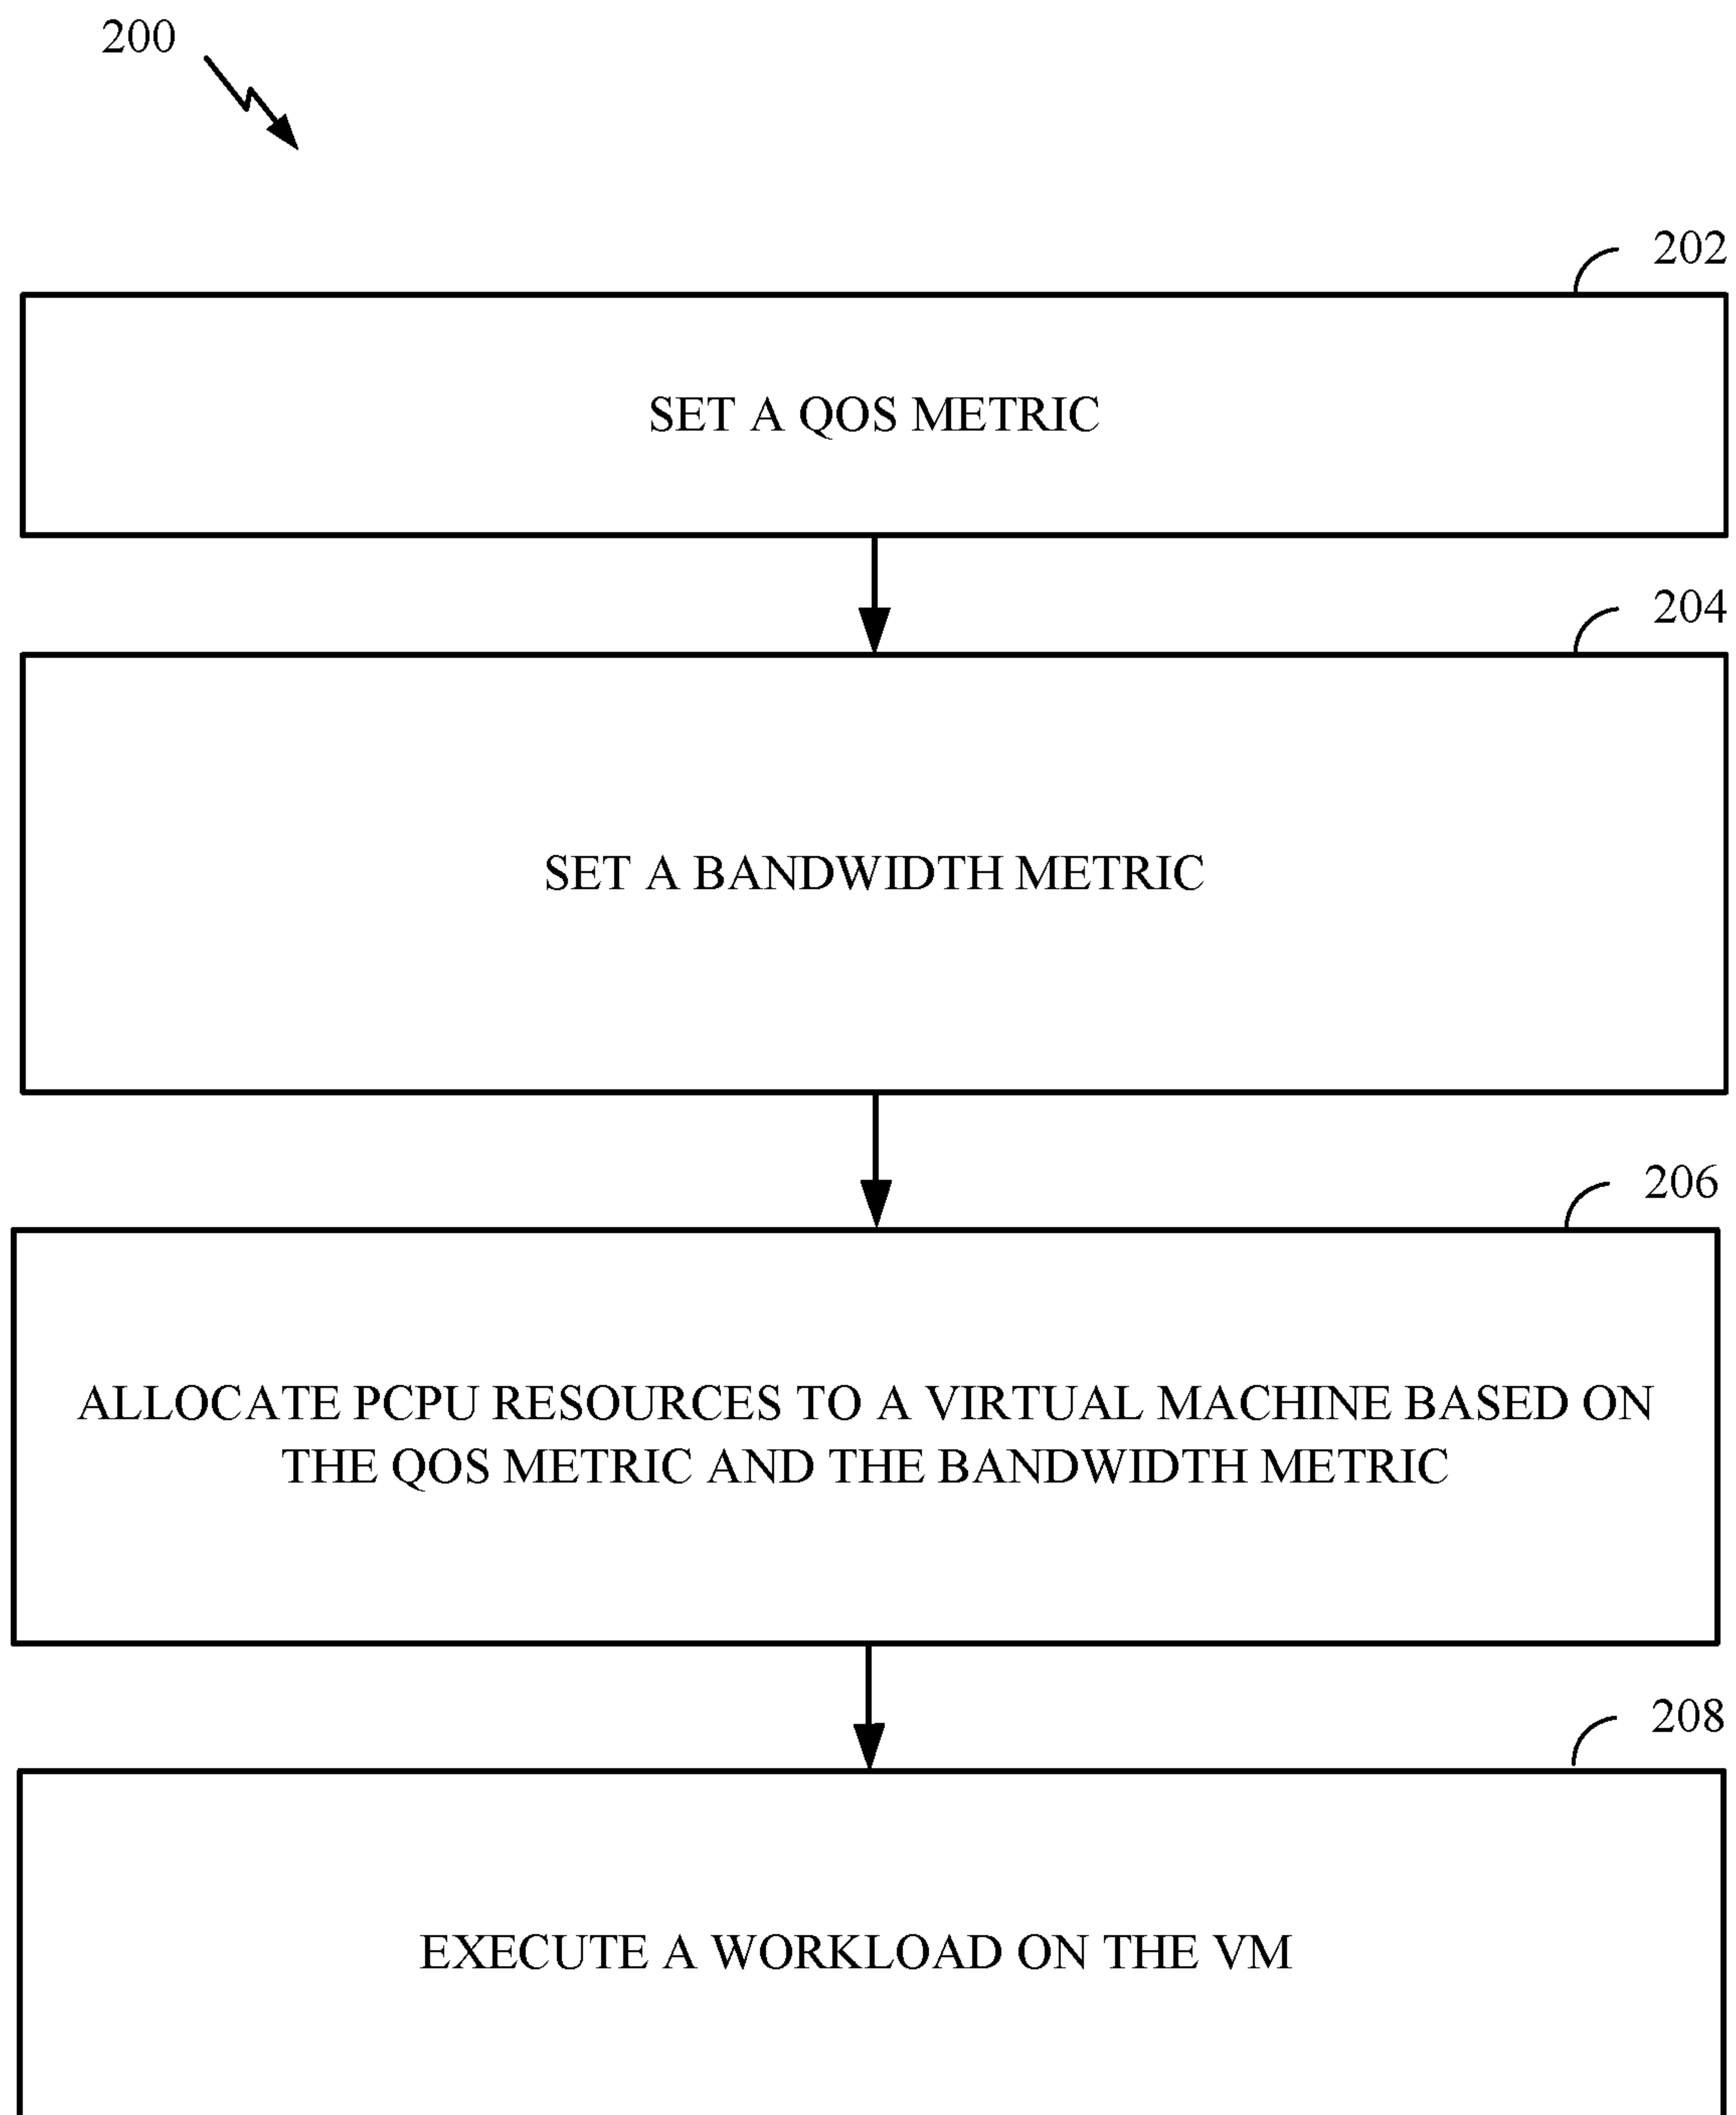 200
202
SET A QOS METRIC
204
SET A BANDWIDTH METRIC
206
ALLOCATE PCPU RESOURCES TO A VIRTUAL MACHINE BASED ON
THE QOS METRIC AND THE BANDWIDTH METRIC
208
EXECUTE A WORKLOAD ON THE VM